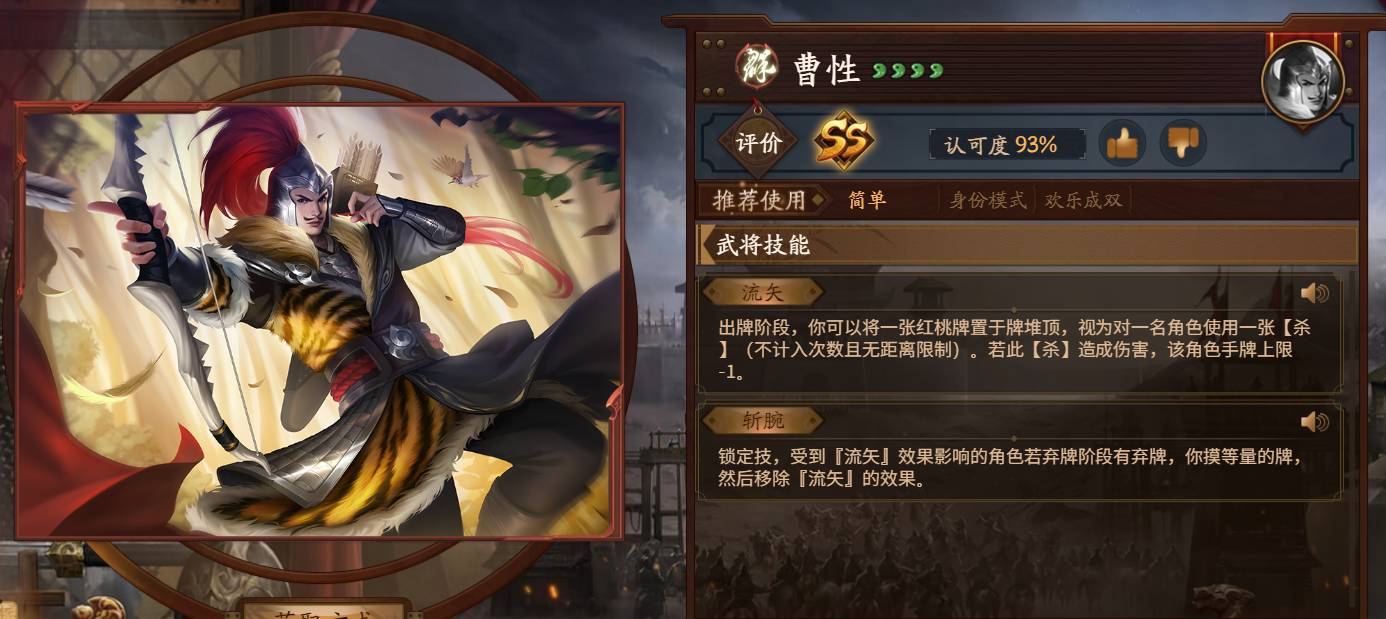 群 曹性
评价 SS 认可度 93%
推荐使用 简单 身份模式 欢乐成双
武将技能
流矢
出牌阶段，你可以将一张红桃牌置于牌堆顶，视为对一名角色使用一张【杀
】（不计入次数且无距离限制）。若此【杀】造成伤害，该角色手牌上限
-1。
斩腕
锁定技，受到『流矢』效果影响的角色若弃牌阶段有弃牌，你摸等量的牌，
然后移除『流矢』的效果。